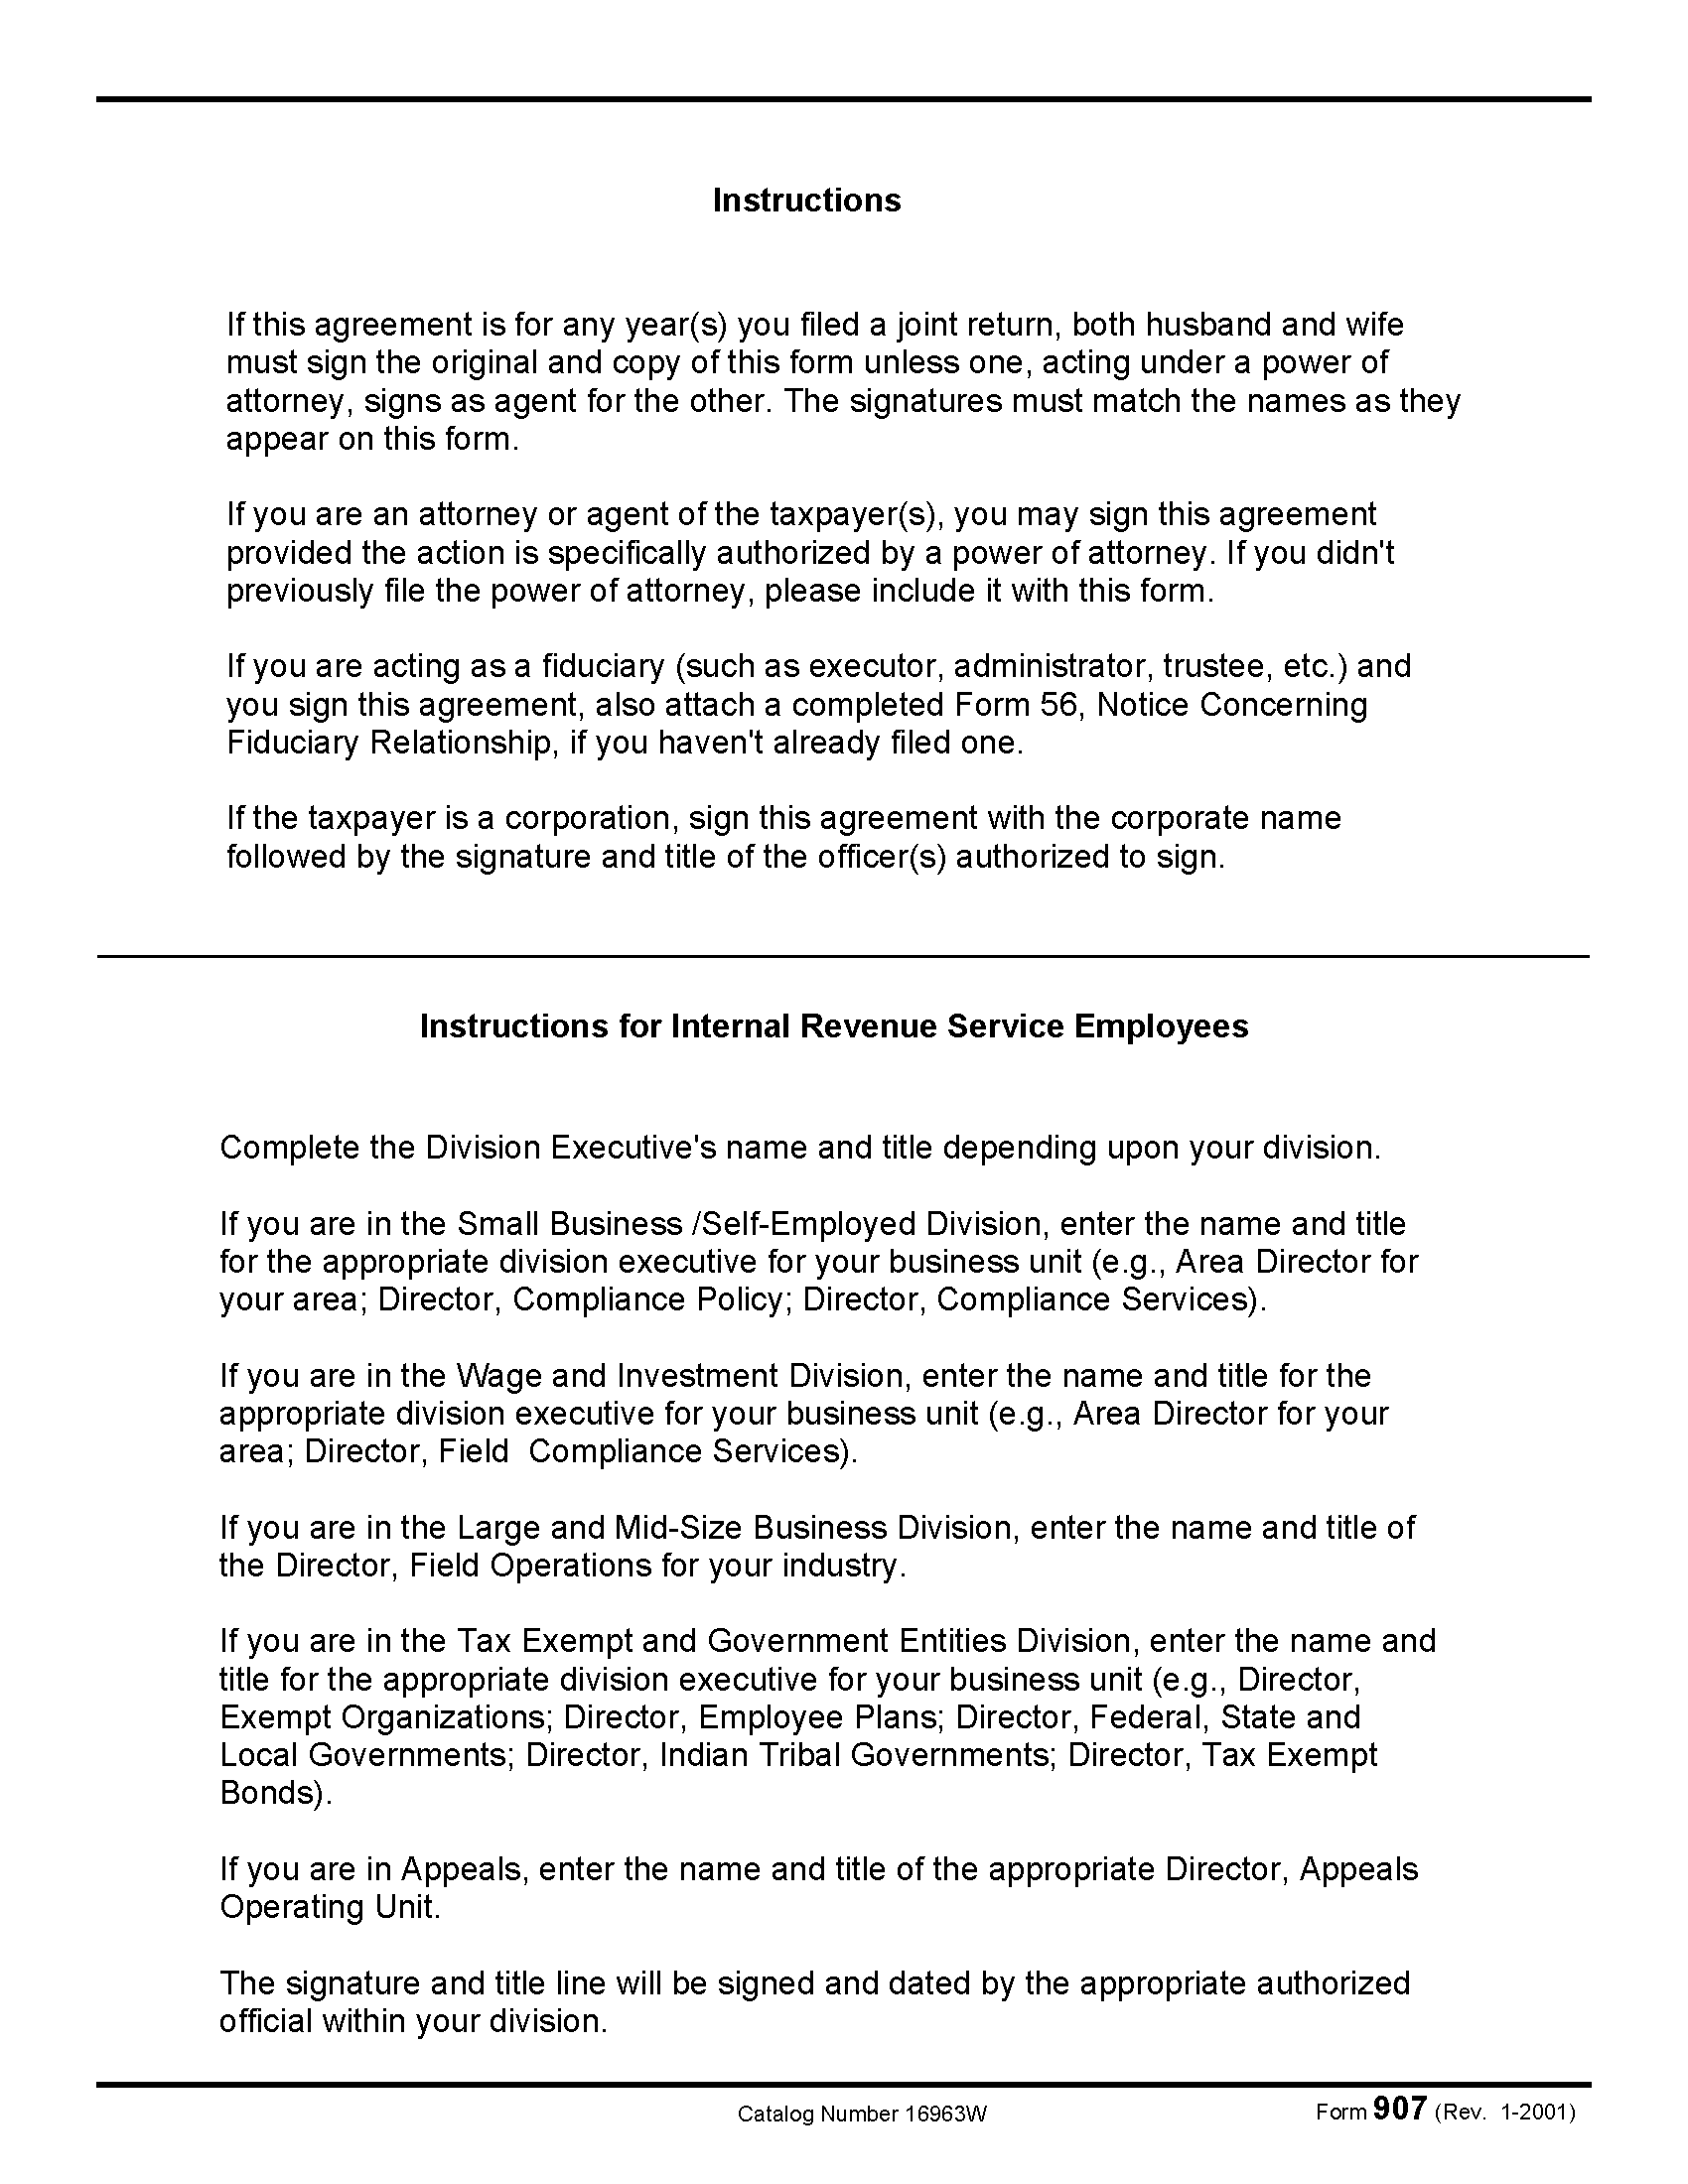 Instructions
If this agreement is for any year(s) you filed a joint return, both husband and wife
must sign the original and copy of this form unless one, acting under a power of
attorney, signs as agent for the other. The signatures must match the names as they
appear on this form.
If you are an attorney or agent of the taxpayer(s), you may sign this agreement
provided the action is specifically authorized by a power of attorney. If you didn't
previously file the power of attorney, please include it with this form.
If you are acting as a fiduciary (such as executor, administrator, trustee, etc.) and
you sign this agreement, also attach a completed Form 56, Notice Concerning
Fiduciary Relationship, if you haven't already filed one.
If the taxpayer is a corporation, sign this agreement with the corporate name
followed by the signature and title of the officer(s) authorized to sign.
Instructions for Internal Revenue Service Employees
Complete the Division Executive's name and title depending upon your division.
If you are in the Small Business /Self-Employed Division, enter the name and title
for the appropriate division executive for your business unit (e.g., Area Director for
your area; Director, Compliance Policy; Director, Compliance Services).
If you are in the Wage and Investment Division, enter the name and title for the
appropriate division executive for your business unit (e.g., Area Director for your
area; Director, Field  Compliance Services).
If you are in the Large and Mid-Size Business Division, enter the name and title of
the Director, Field Operations for your industry.
If you are in the Tax Exempt and Government Entities Division, enter the name and
title for the appropriate division executive for your business unit (e.g., Director,
Exempt Organizations; Director, Employee Plans; Director, Federal, State and
Local Governments; Director, Indian Tribal Governments; Director, Tax Exempt
Bonds).
If you are in Appeals, enter the name and title of the appropriate Director, Appeals
Operating Unit.
The signature and title line will be signed and dated by the appropriate authorized
official within your division.
Catalog Number 16963W
Form 907 (Rev.  1-2001)